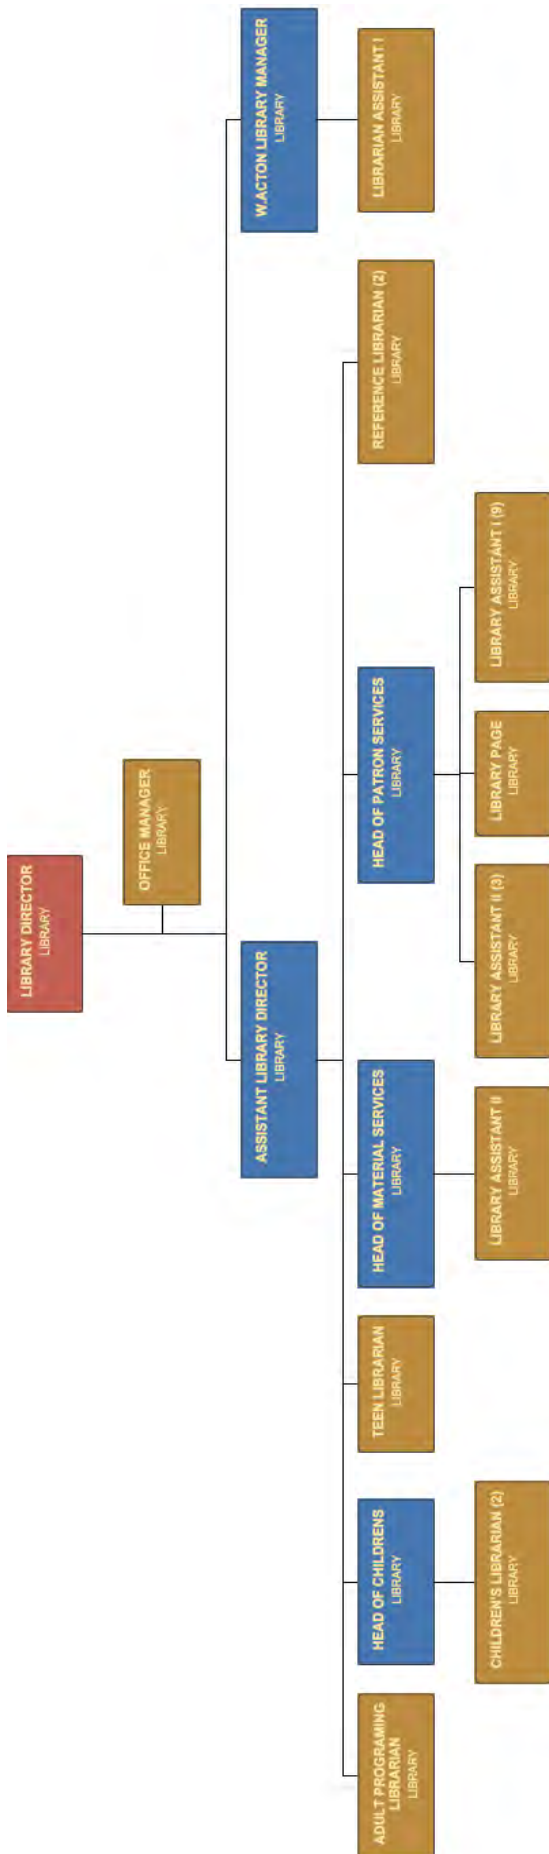 LIBRARY DIRECTOR
LIBRARY
OFFICE MANAGER
LIBRARY
ASSISTANT LIBRARY DIRECTOR
LIBRARY
W.ACTON LIBRARY MANAGER
LIBRARY
ADULT PROGRAMING
LIBRARIAN
LIBRARY
HEAD OF CHILDRENS
LIBRARY
TEEN LIBRARIAN
LIBRARY
HEAD OF MATERIAL SERVICES
LIBRARY
HEAD OF PATRON SERVICES
LIBRARY
REFERENCE LIBRARIAN (2)
LIBRARY
LIBRARIAN ASSISTANT I
LIBRARY
CHILDREN'S LIBRARIAN (2)
LIBRARY
LIBRARY ASSISTANT II
LIBRARY
LIBRARY ASSISTANT II (3)
LIBRARY
LIBRARY PAGE
LIBRARY
LIBRARY ASSISTANT I (9)
LIBRARY